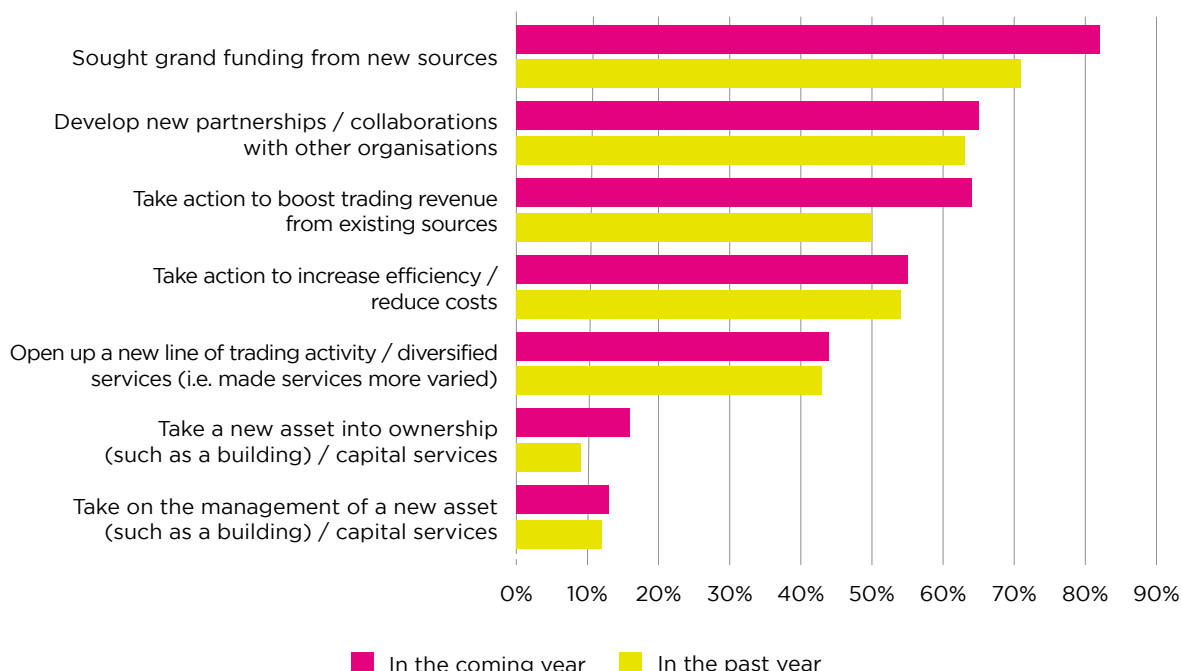 Sought grand funding from new sources
Develop new partnerships / collaborations
with other organisations
Take action to boost trading revenue
from existing sources
Take action to increase efficiency /
reduce costs
Open up a new line of trading activity / diversified
services (i.e. made services more varied)
Take a new asset into ownership
(such as a building) / capital services
Take on the management of a new asset
(such as a building) / capital services
0% 10% 20% 30% 40% 50% 60% 70% 80% 90%
In the coming year In the past year